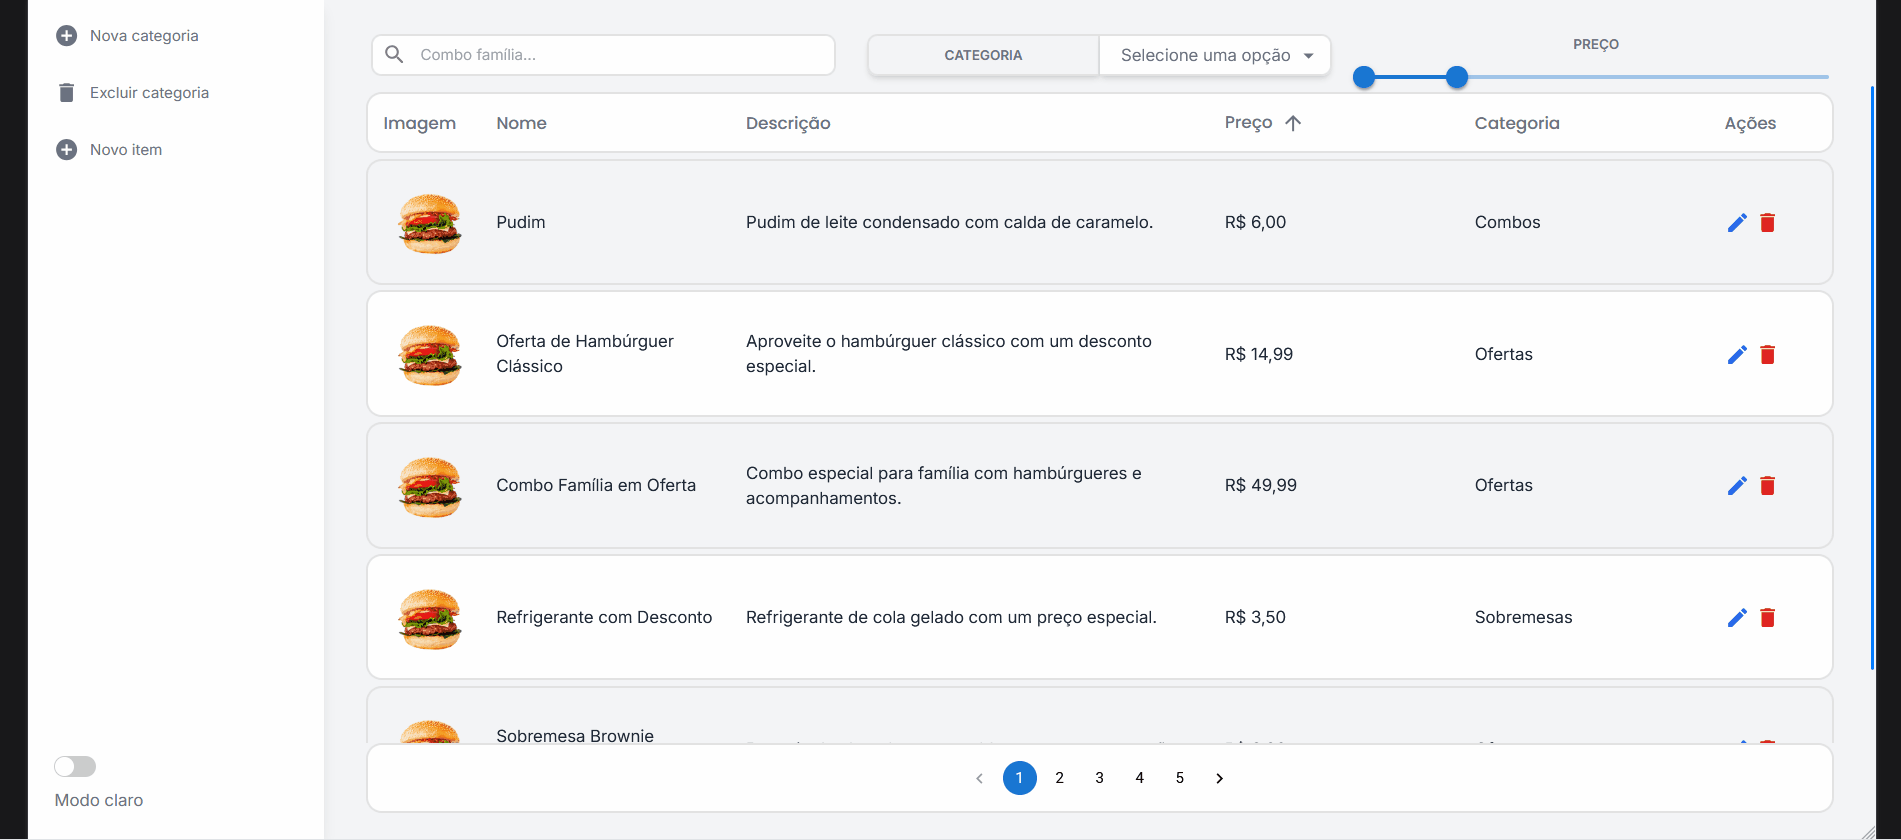 Nova categoria
Excluir categoria
Novo item
Modo claro
Combo família...
CATEGORIA
Selecione uma opção
PREÇO
Imagem
Nome
Descrição
Preço
Categoria
Ações
Pudim
Pudim de leite condensado com calda de caramelo.
R$ 6,00
Combos
Oferta de Hambúrguer
Clássico
Aproveite o hambúrguer clássico com um desconto
especial.
R$ 14,99
Ofertas
Combo Família em Oferta
Combo especial para família com hambúrgueres e
acompanhamentos.
R$ 49,99
Ofertas
Refrigerante com Desconto
Refrigerante de cola gelado com um preço especial.
R$ 3,50
Sobremesas
Sobremesa Brownie
1 2 3 4 5